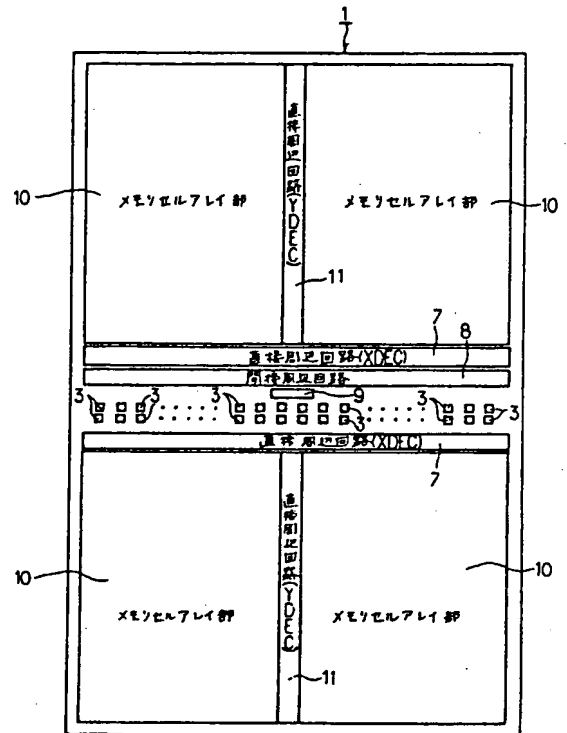 1
直接周辺回路(YDEC)
10
メモリセルアレイ部
メモリセルアレイ部
10
11
7
直接周辺回路(XDEC)
8
間接周辺回路
9
3 3 3 3 3
3 3
直接周辺回路(XDEC)
7
直接周辺回路(YDEC)
10
10
メモリセルアレイ部
メモリセルアレイ部
11